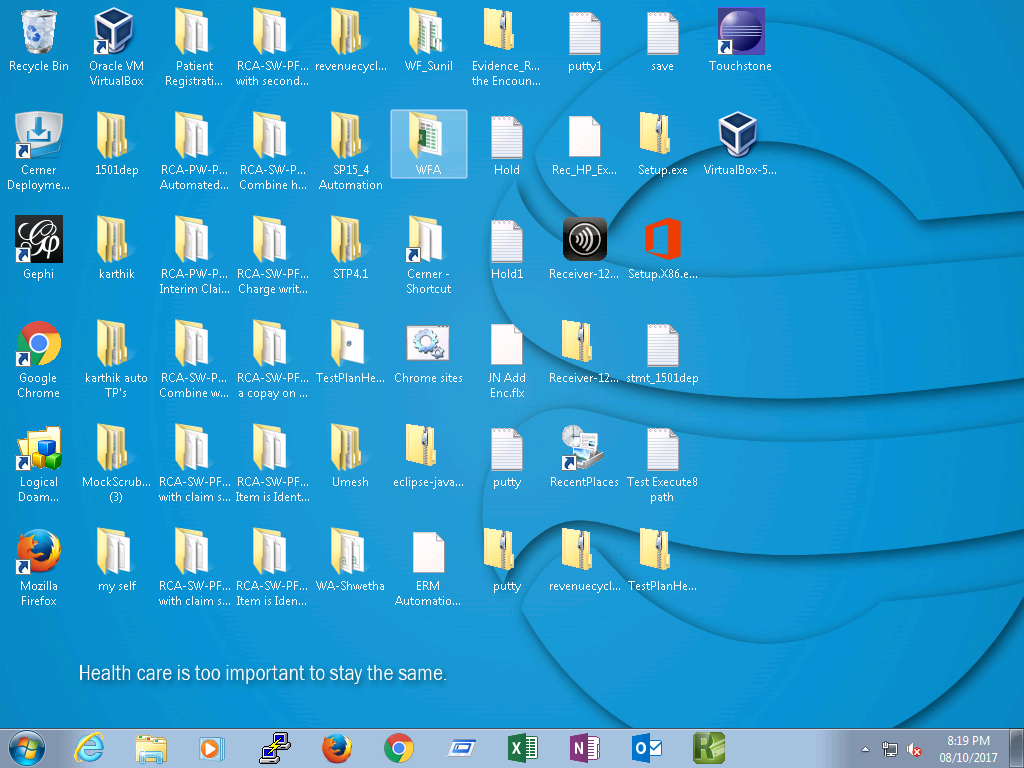 Recycle Bin
Oracle VM
VirtualBox
Patient
Registrati...
RCA-SW-PF...
with second...
revenuecycl...
WF_Sunil
Evidence_R...
the Encoun...
putty1
save
Touchstone
Cerner
Deployme...
1501dep
RCA-PW-P...
Automated...
RCA-SW-P...
Combine h...
SP15_4
Automation
WFA
Hold
Rec_HP_Ex...
Setup.exe
VirtualBox-5...
Gephi
karthik
RCA-PW-PF...
Interim Clai...
RCA-SW-PF...
Charge writ...
STP4.1
Cerner -
Shortcut
Hold1
Receiver-12...
Setup.X86.e...
Google
Chrome
karthik auto
TP's
RCA-SW-P...
Combine w...
RCA-SW-PF...
a copay on ...
TestPlanHe...
Chrome sites
JN Add
Enc.flx
Receiver-12...
stmt_1501dep
Logical
Doam...
MockScrub...
(3)
RCA-SW-PF...
with claim s...
RCA-SW-PF...
Item is Ident...
Umesh
eclipse-java...
putty
RecentPlaces
Test Execute8
path
Mozilla
Firefox
my self
RCA-SW-PF...
with claim s...
RCA-SW-PF...
Item is Iden...
WA-Shwetha
ERM
Automatio...
putty
revenuecycl...
TestPlanHe...
Health care is too important to stay the same.
8:19 PM
08/10/2017